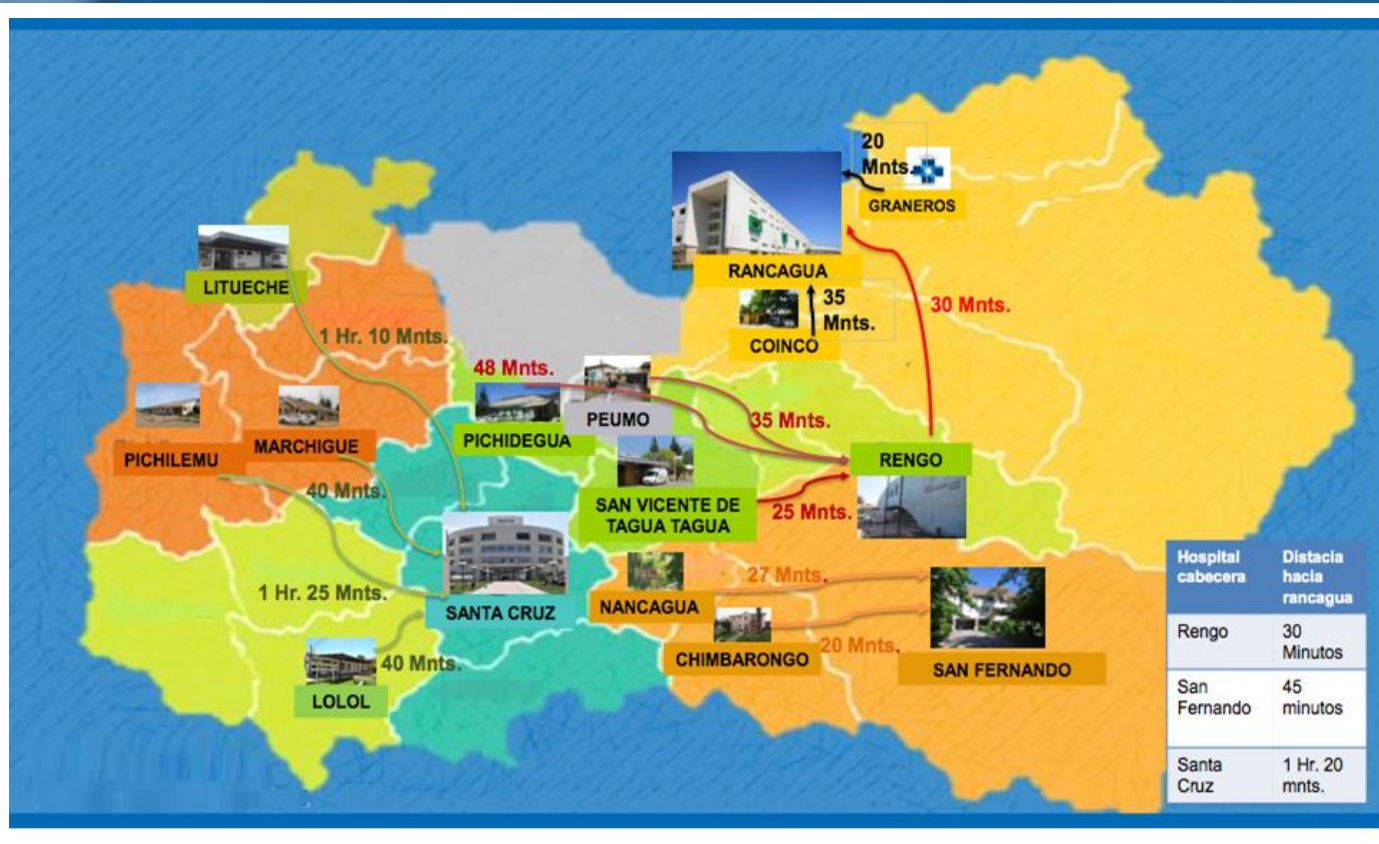 20
Mnts.
GRANEROS
RANCAGUA
LITUECHE
35
Mnts.
30 Mnts.
1 Hr. 10 Mnts.
COINCO
48 Mnts.
PEUMO
35 Mnts.
PICHIDEGUA
MARCHIGUE
PICHILEMU
RENGO
40 Mnts.
SAN VICENTE DE
TAGUA TAGUA
25 Mnts.
27 Mnts.
1 Hr. 25 Mnts.
SANTA CRUZ
NANCAGUA
20 Mnts.
CHIMBARONGO
SAN FERNANDO
40 Mnts.
LOLOL
Hospital
cabecera
Distacia
hacia
rancagua
Rengo
30
Minutos
San
Fernando
45
minutos
Santa
Cruz
1 Hr. 20
mnts.